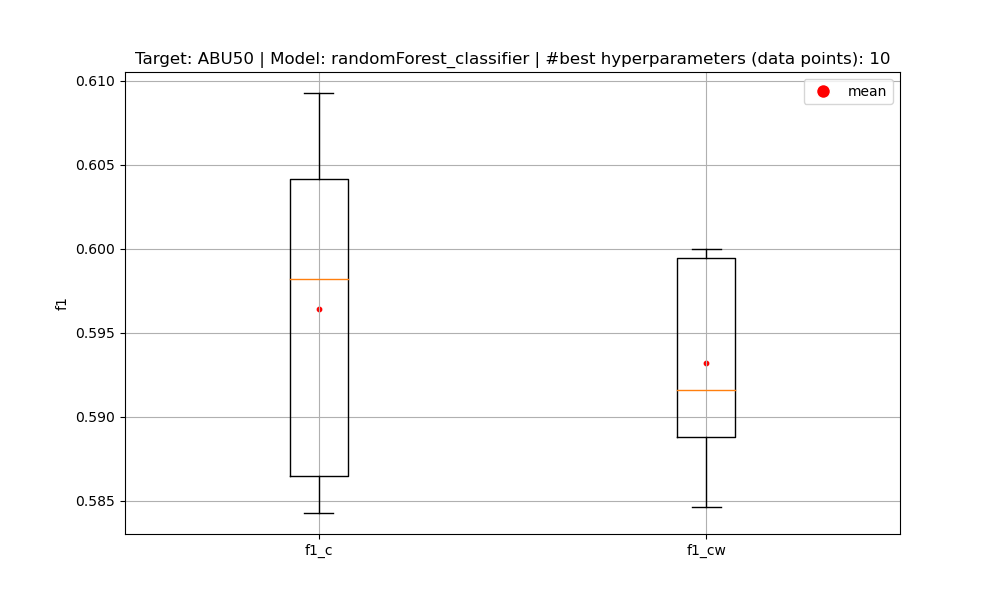 Target: ABU50 | Model: randomForest_classifier | #best hyperparameters (data points): 10
mean
f1
0.610
0.605
0.600
0.595
0.590
0.585
f1_c
f1_cw